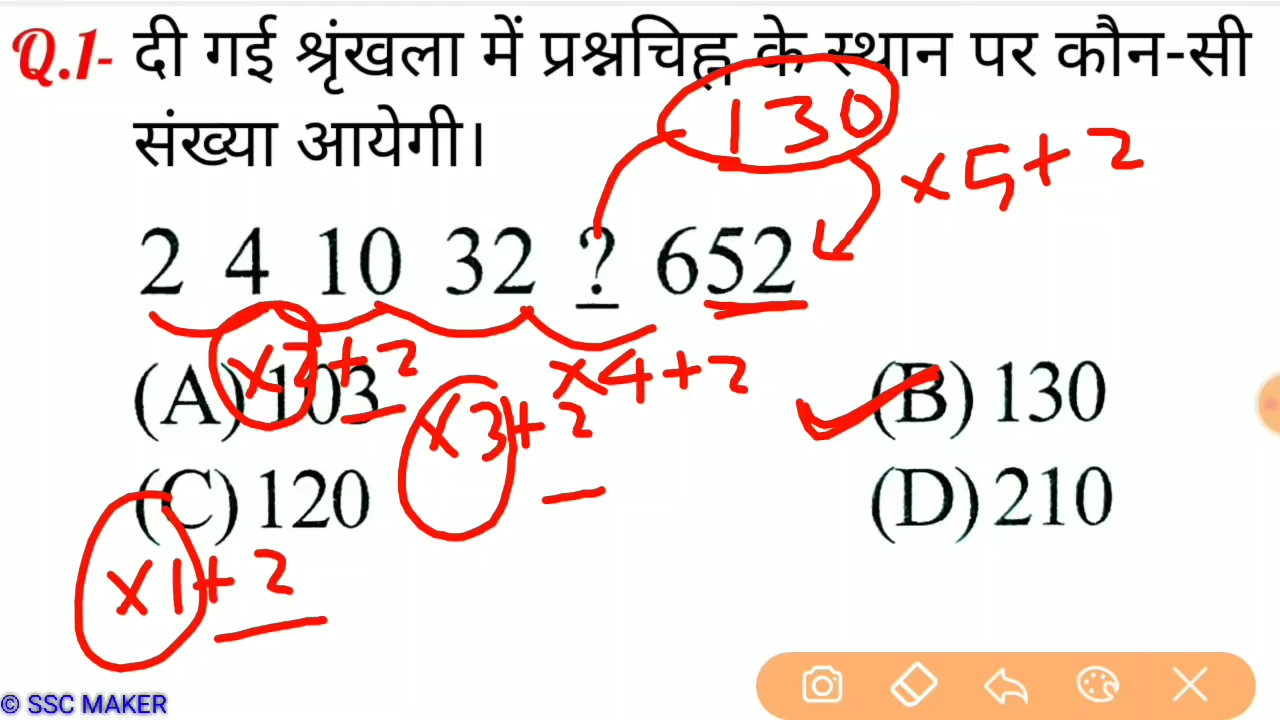 Q.1- दी गई श्रृंखला में प्रश्नचिह्न के स्थान पर कौन-सी
संख्या आयेगी।
130
×5+2
2 4 10 32 ? 652
×2+2
×4+2
(A) 103
×3+2
(B) 130
(C) 120
(D) 210
×1+2
© SSC MAKER